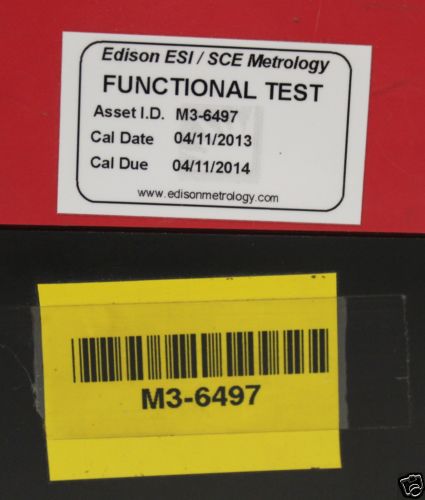 Edison ESI / SCE Metrology
FUNCTIONAL TEST
Asset I.D. M3-6497
Cal Date 04/11/2013
Cal Due 04/11/2014
www.edisonmetrology.com
M3-6497